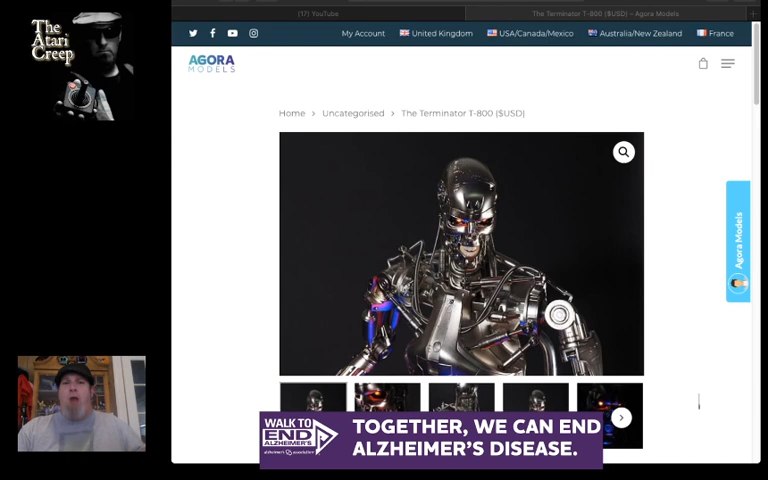 The
Atari
Creep
(17) YouTube
The Terminator T-800 ($USD) – Agora Models
My Account
United Kingdom
USA/Canada/Mexico
Australia/New Zealand
France
AGORA
MODELS
Home > Uncategorised > The Terminator T-800 ($USD)
Agora Models
WALK TO
END
ALZHEIMER'S
alzheimer's association
TOGETHER, WE CAN END
ALZHEIMER'S DISEASE.